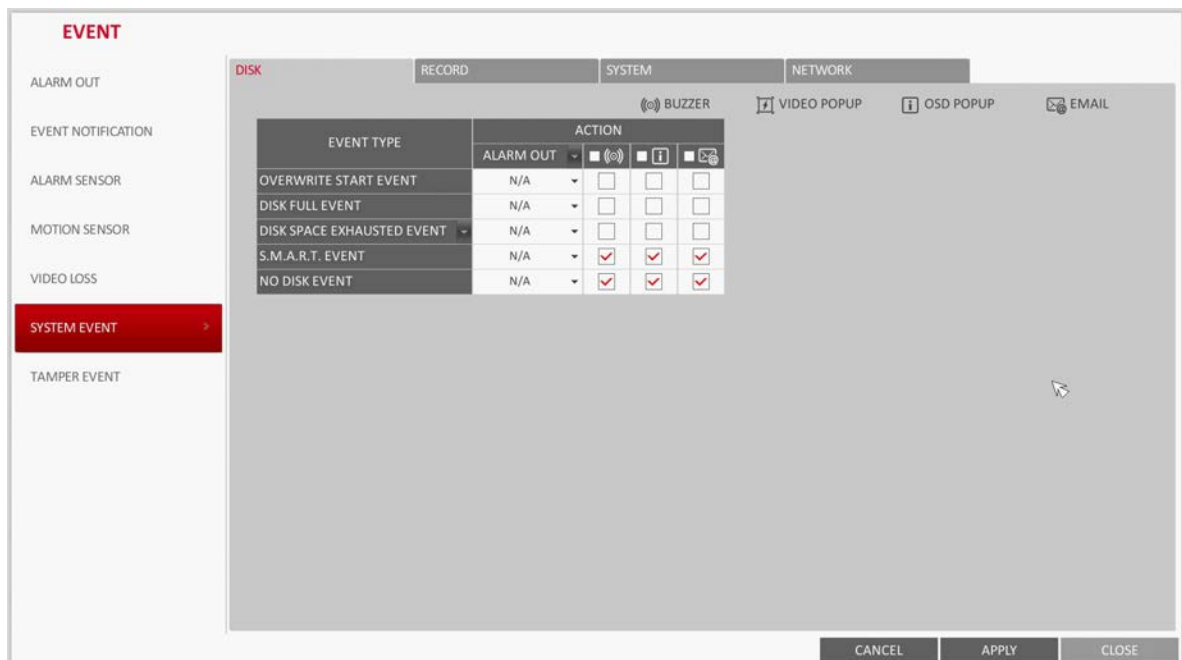 EVENT
ALARM OUT
EVENT NOTIFICATION
ALARM SENSOR
MOTION SENSOR
VIDEO LOSS
SYSTEM EVENT
TAMPER EVENT
DISK RECORD SYSTEM NETWORK
BUZZER VIDEO POPUP OSD POPUP EMAIL
EVENT TYPE ACTION
ALARM OUT
OVERWRITE START EVENT N/A
DISK FULL EVENT N/A
DISK SPACE EXHAUSTED EVENT N/A
S.M.A.R.T. EVENT N/A
NO DISK EVENT N/A
CANCEL APPLY CLOSE